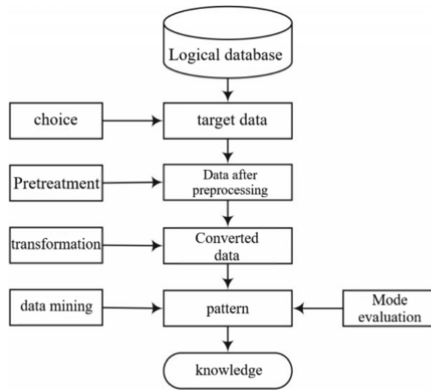 Logical database
choice
target data
Pretreatment
Data after
preprocessing
transformation
Converted
data
data mining
pattern
Mode
evaluation
knowledge